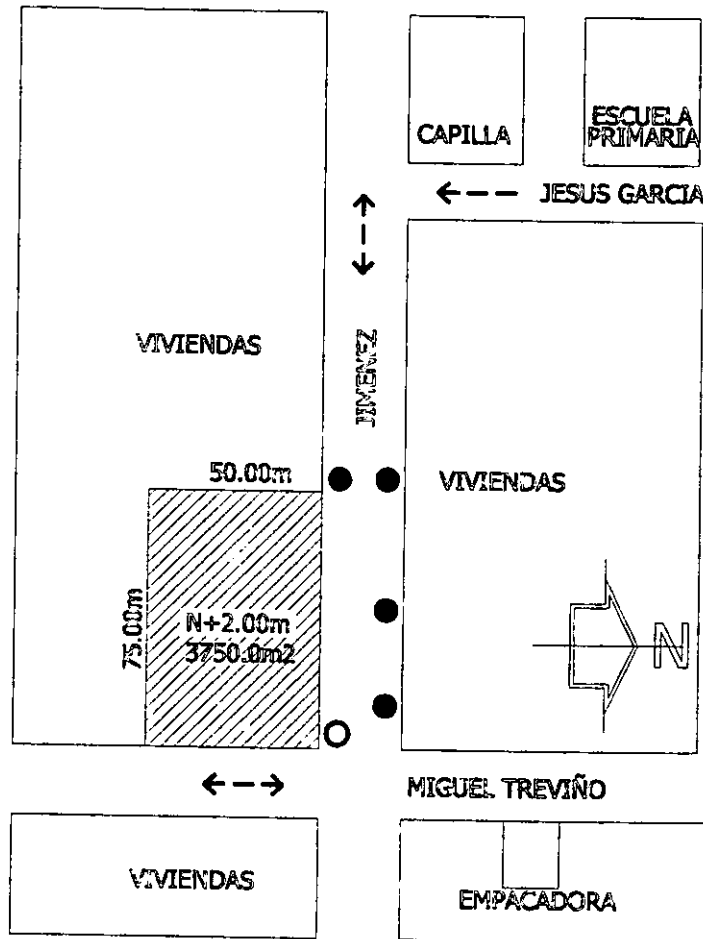 CAPILLA
ESCUELA
PRIMARIA
JESUS GARCIA
VIVIENDAS
JIMENEZ
50.00m
VIVIENDAS
75.00m
N+2.00m
3750.0m2
N
MIGUEL TREVIÑO
VIVIENDAS
EMPACADORA